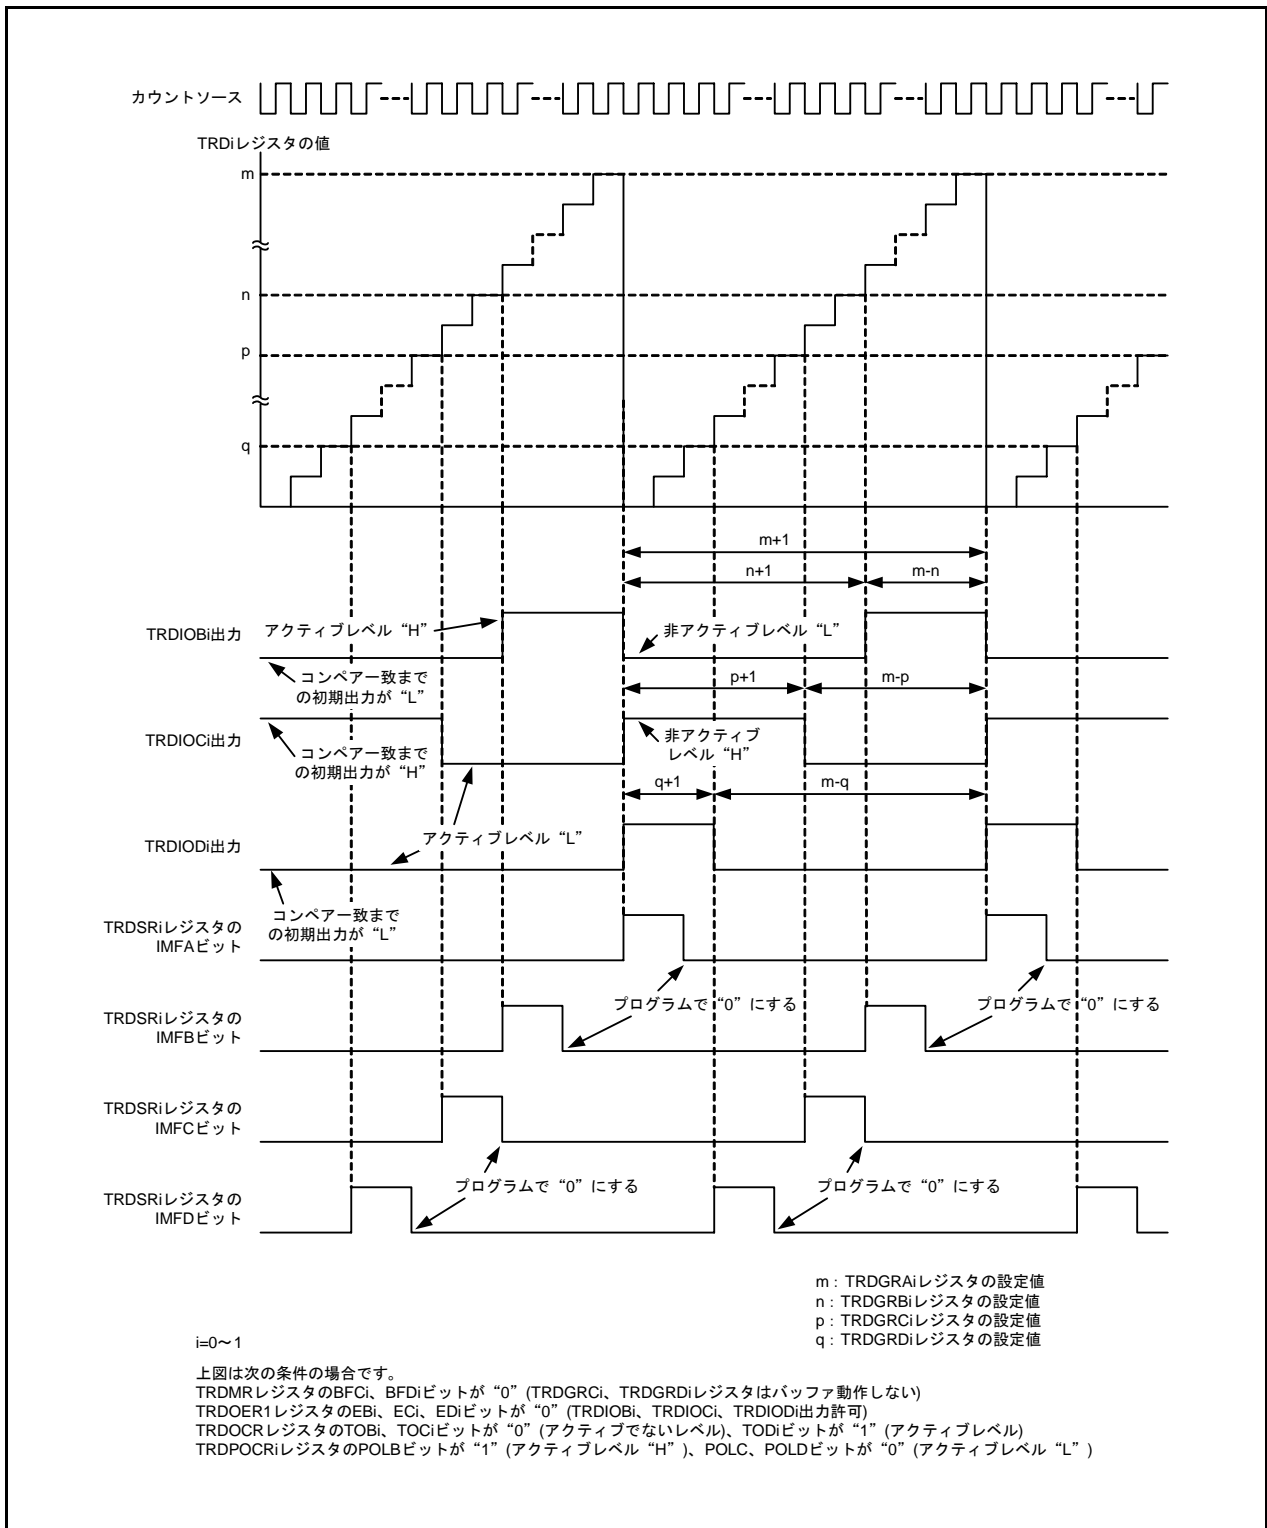 カウントソース
TRDiレジスタの値
m
n
p
q
m+1
n+1
m-n
TRDIOBi出力
アクティブレベル“H”
非アクティブレベル“L”
コンペア一致まで
の初期出力が“L”
p+1
m-p
TRDIOCi出力
コンペア一致まで
の初期出力が“H”
非アクティブ
レベル“H”
q+1
m-q
アクティブレベル“L”
TRDIODi出力
コンペア一致まで
の初期出力が“L”
TRDSRiレジスタの
IMFAビット
プログラムで“0”にする
プログラムで“0”にする
TRDSRiレジスタの
IMFBビット
TRDSRiレジスタの
IMFCビット
プログラムで“0”にする
プログラムで“0”にする
TRDSRiレジスタの
IMFDビット
m : TRDGRAiレジスタの設定値
n : TRDGRBiレジスタの設定値
p : TRDGRCiレジスタの設定値
q : TRDGRDiレジスタの設定値
i=0～1
上図は次の条件の場合です。
TRDMRレジスタのBFCi、BFDiビットが“0”(TRDGRCi、TRDGRDiレジスタはバッファ動作しない)
TRDOER1レジスタのEBi、ECi、EDiビットが“0”(TRDIOBi、TRDIOCi、TRDIODi出力許可)
TRDOCRレジスタのTOBi、TOCiビットが“0”(アクティブでないレベル)、TODiビットが“1”(アクティブレベル)
TRDPOCRiレジスタのPOLBビットが“1”(アクティブレベル“H”)、POLC、POLDビットが“0”(アクティブレベル“L”)